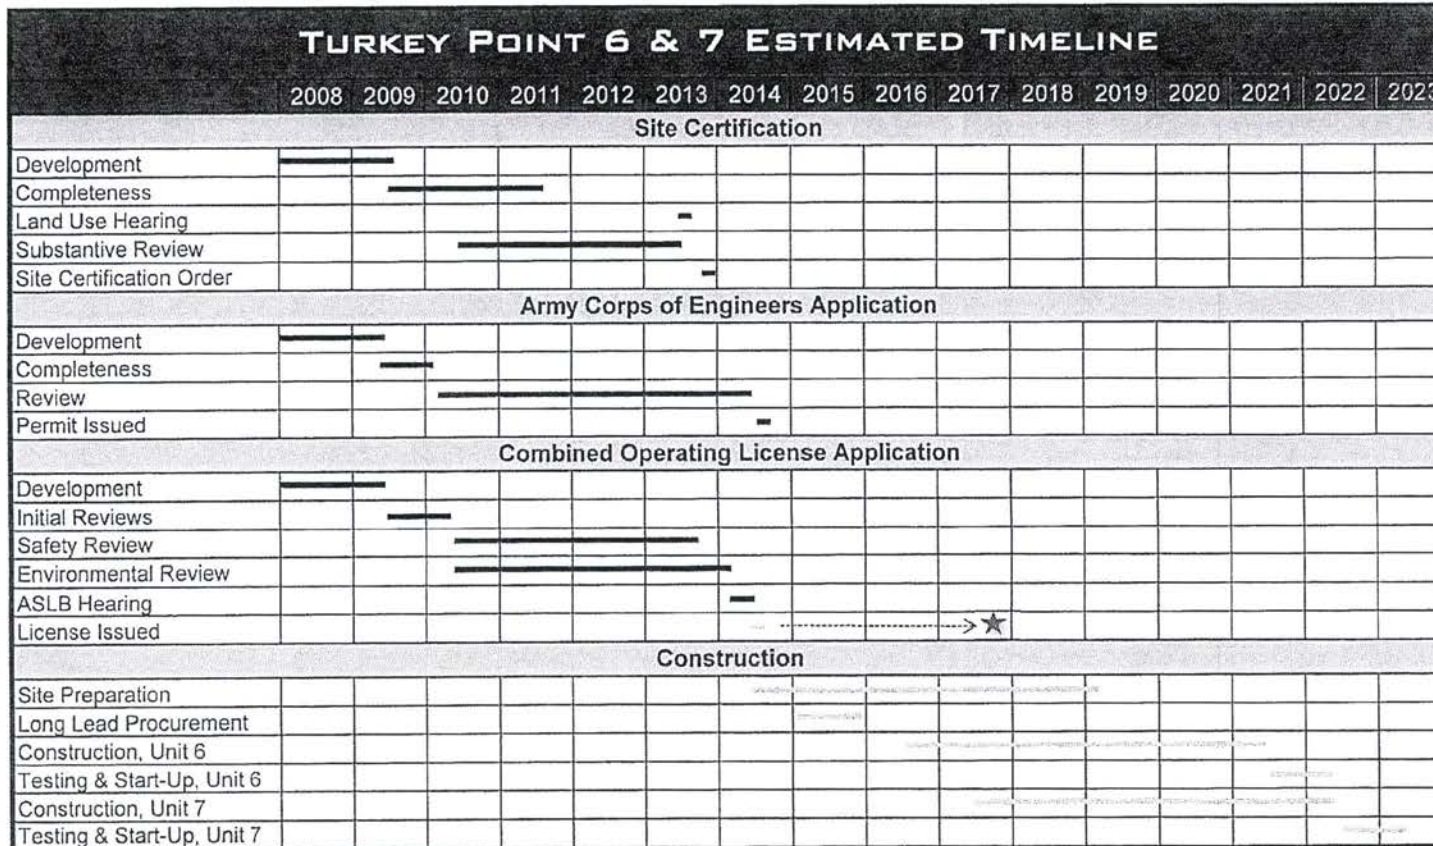 TURKEY POINT 6 & 7 ESTIMATED TIMELINE
2008 2009 2010 2011 2012 2013 2014 2015 2016 2017 2018 2019 2020 2021 2022 2023
Site Certification
Development
Completeness
Land Use Hearing
Substantive Review
Site Certification Order
Army Corps of Engineers Application
Development
Completeness
Review
Permit Issued
Combined Operating License Application
Development
Initial Reviews
Safety Review
Environmental Review
ASLB Hearing
License Issued
Construction
Site Preparation
Long Lead Procurement
Construction, Unit 6
Testing & Start-Up, Unit 6
Construction, Unit 7
Testing & Start-Up, Unit 7